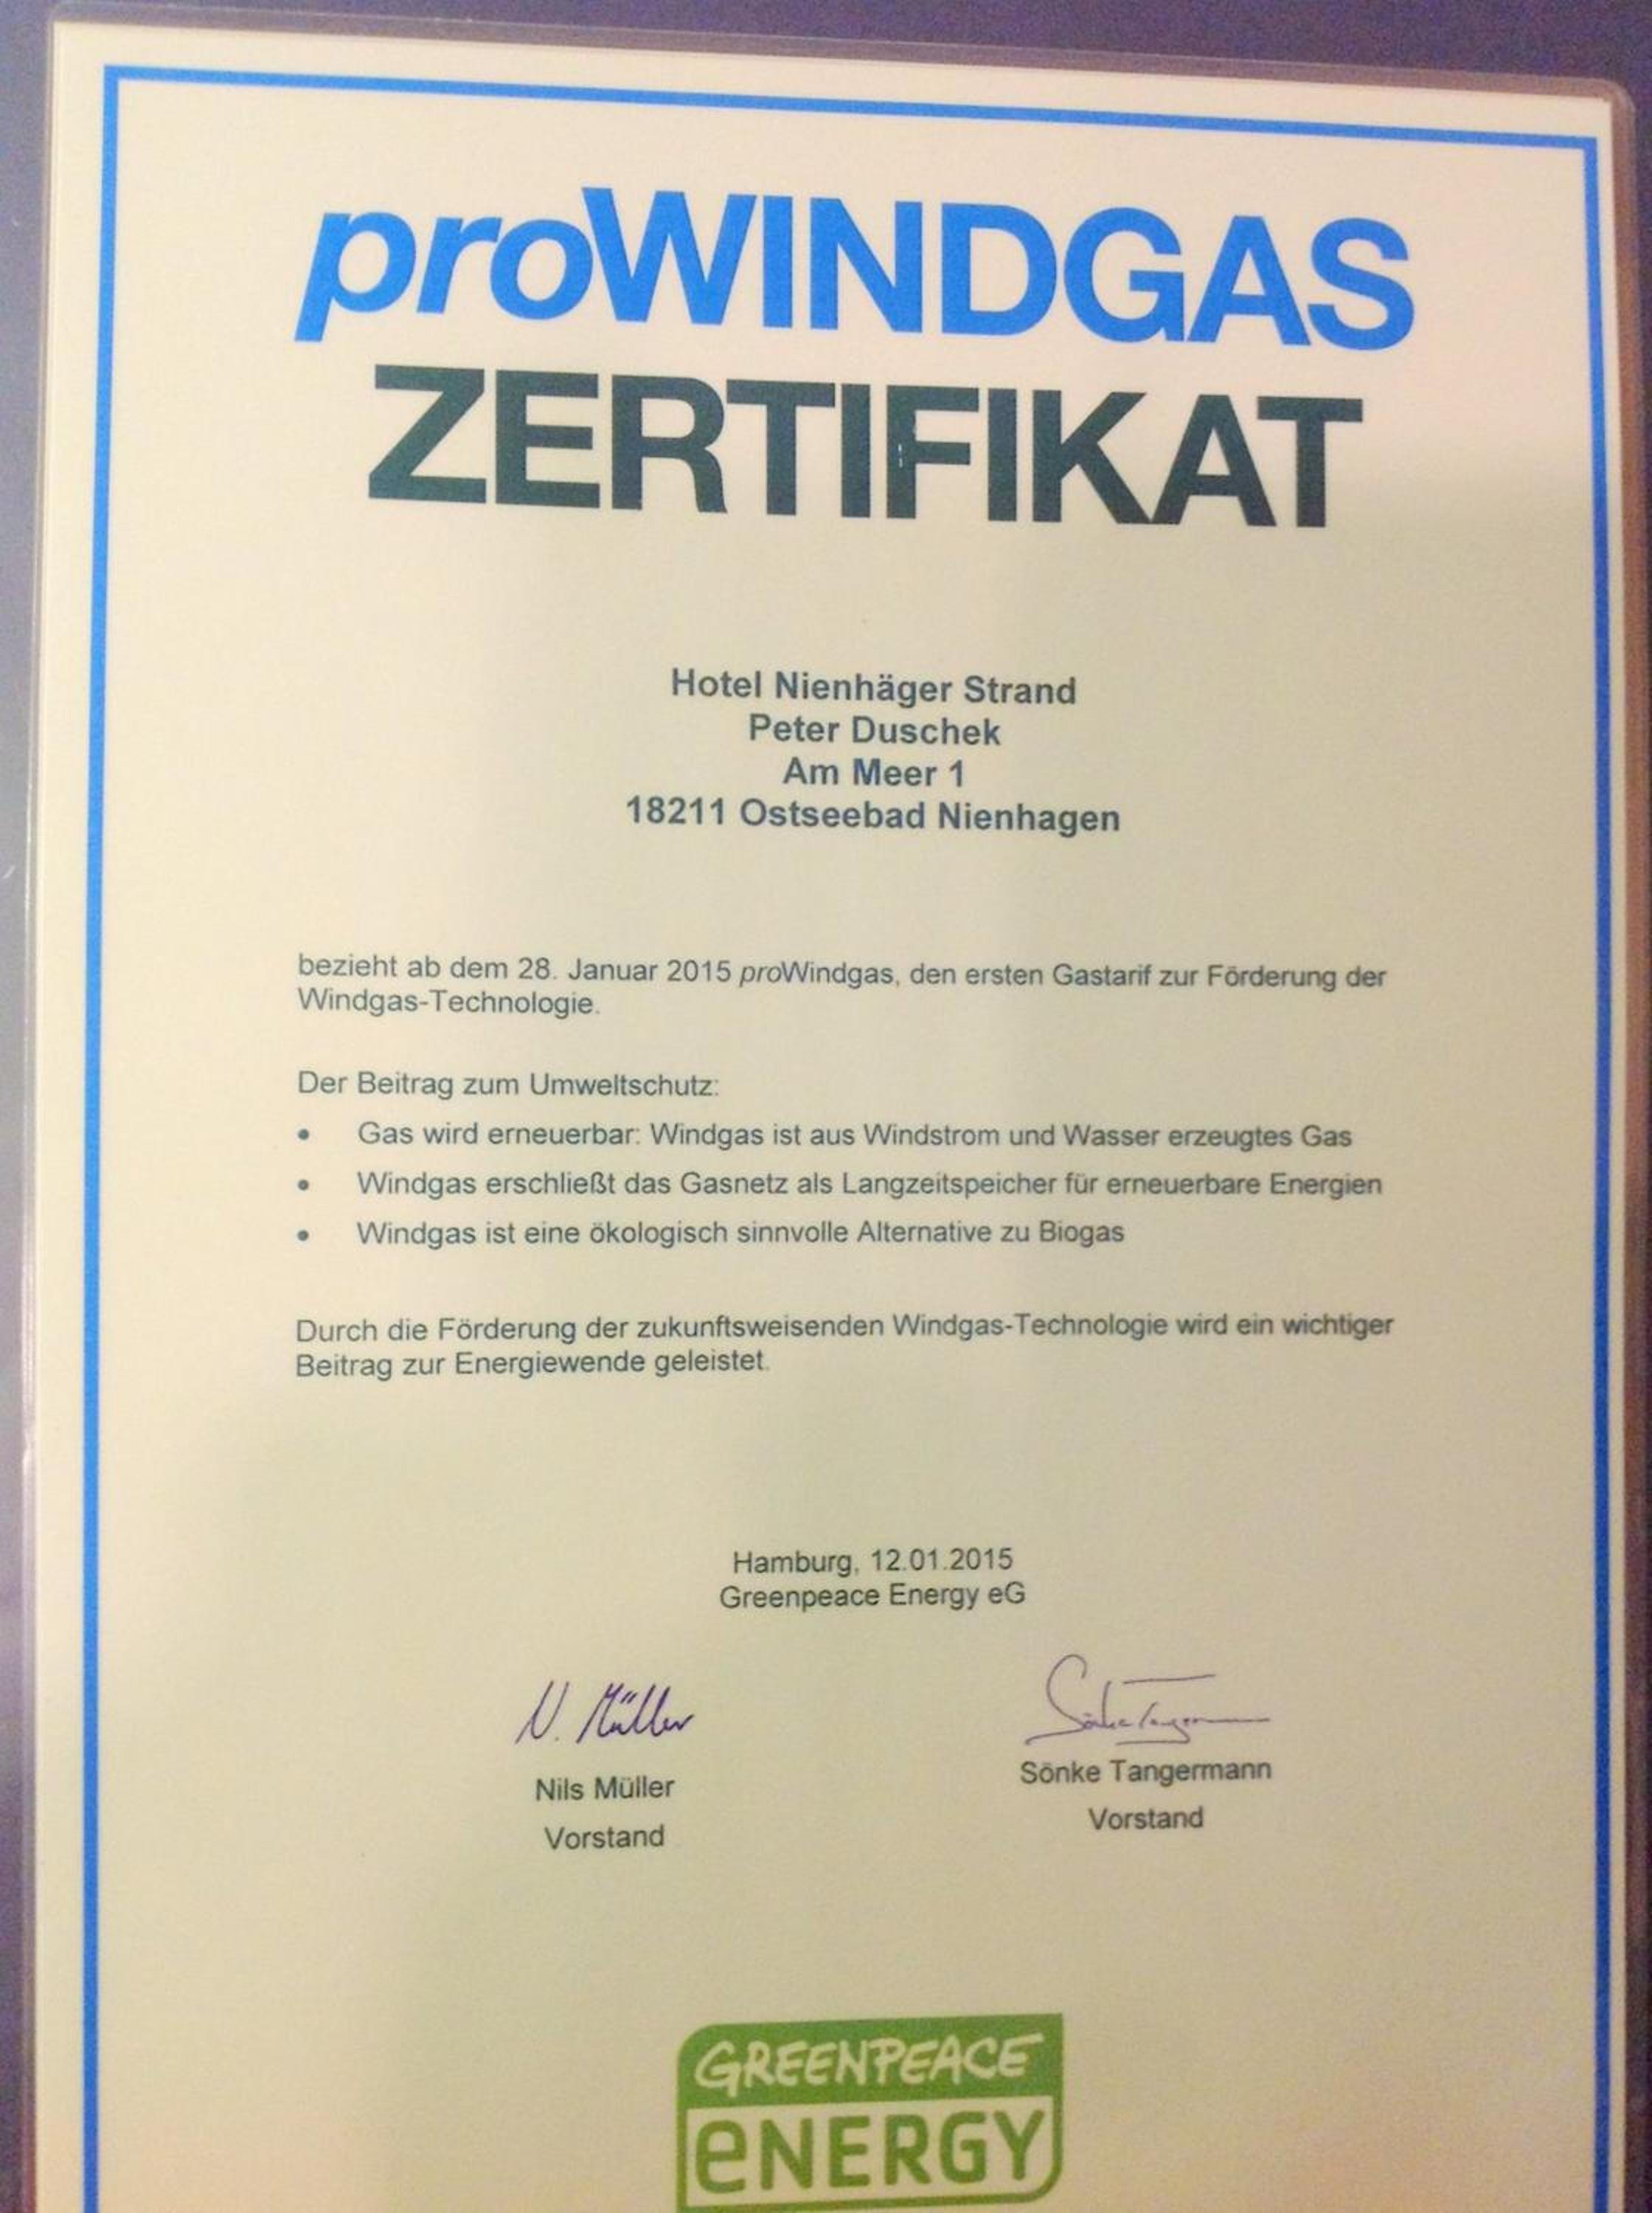 proWINDGAS
ZERTIFIKAT
Hotel Nienhäger Strand
Peter Duschek
Am Meer 1
18211 Ostseebad Nienhagen
bezieht ab dem 28. Januar 2015 proWindgas, den ersten Gastarif zur Förderung der
Windgas-Technologie.
Der Beitrag zum Umweltschutz:
• Gas wird erneuerbar: Windgas ist aus Windstrom und Wasser erzeugtes Gas
• Windgas erschließt das Gasnetz als Langzeitspeicher für erneuerbare Energien
• Windgas ist eine ökologisch sinnvolle Alternative zu Biogas
Durch die Förderung der zukunftsweisenden Windgas-Technologie wird ein wichtiger
Beitrag zur Energiewende geleistet.
Hamburg, 12.01.2015
Greenpeace Energy eG
N. Müller
Nils Müller
Vorstand
Sönke Tangermann
Sönke Tangermann
Vorstand
GREENPEACE
eNERGY